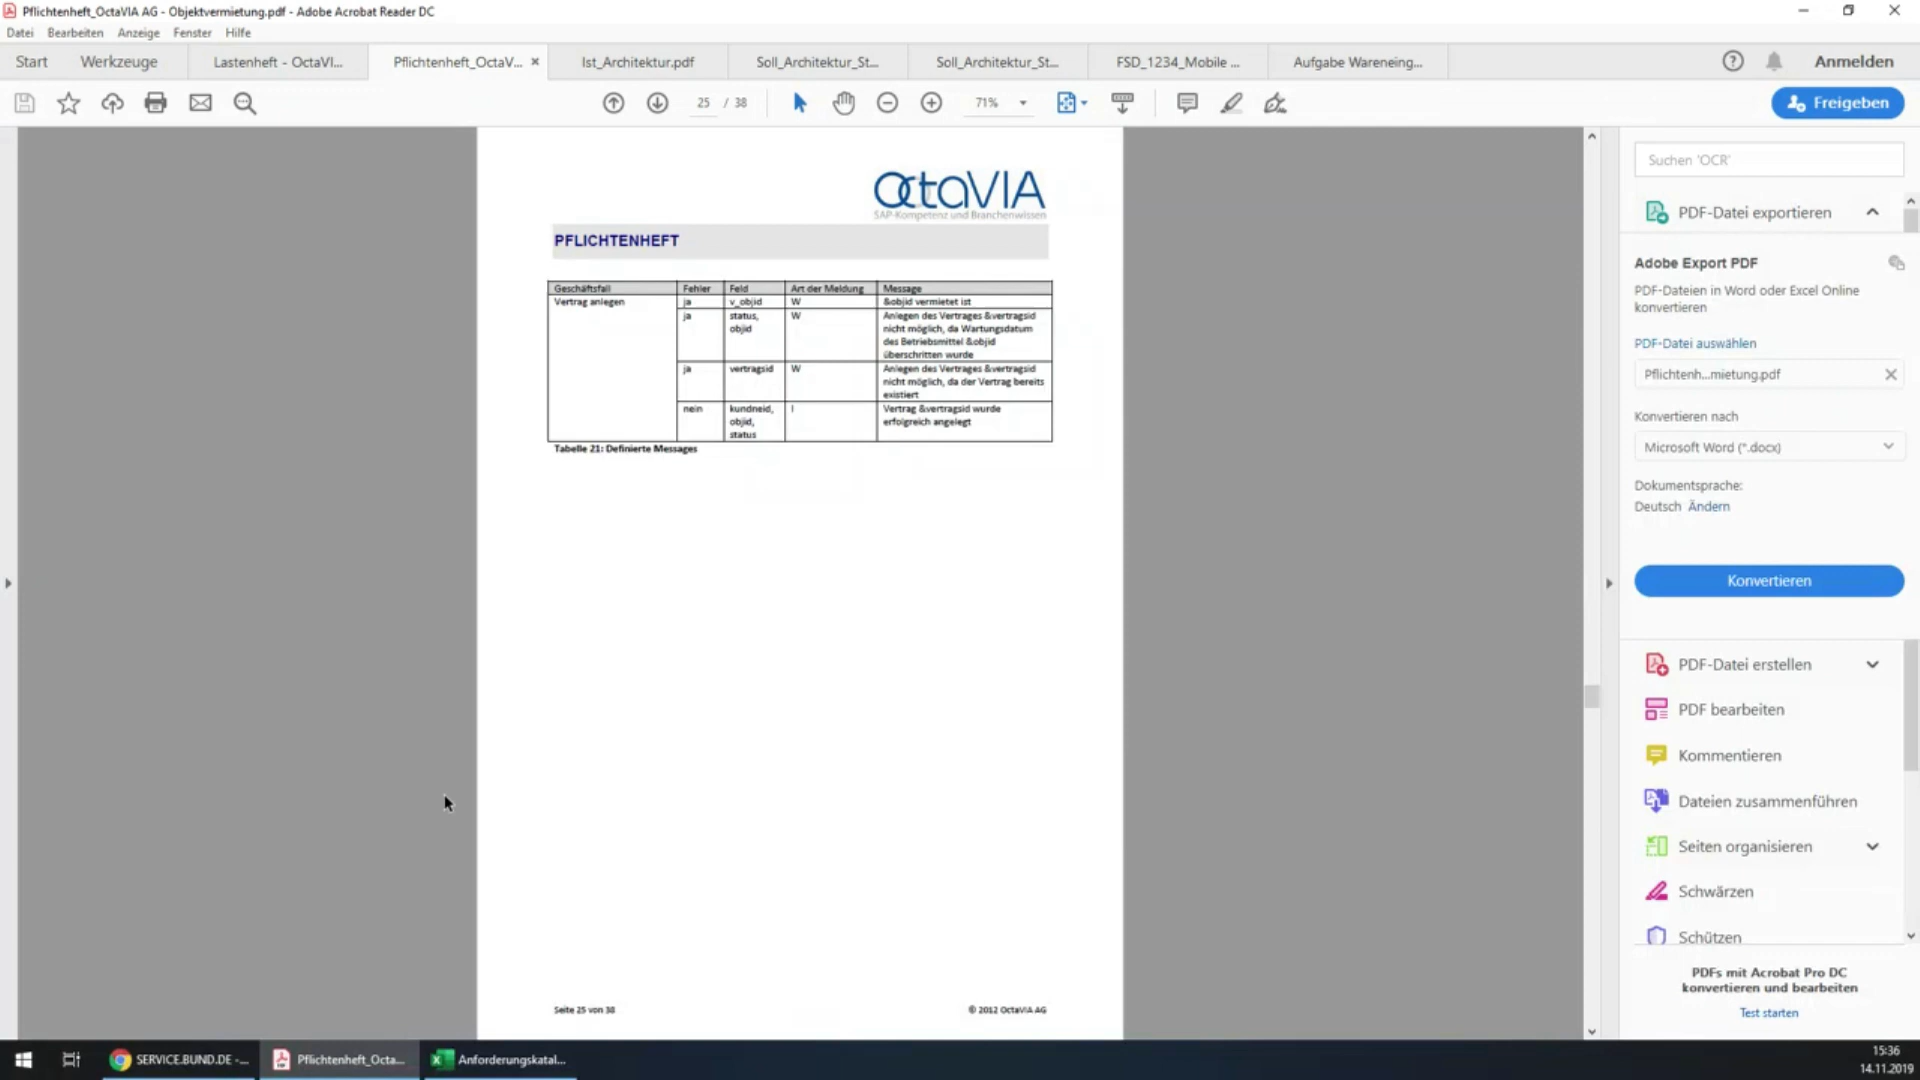 Pflichtenheft_OctaVIA AG - Objektvermietung.pdf - Adobe Acrobat Reader DC
Datei Bearbeiten Anzeige Fenster Hilfe
Start Werkzeuge Lastenheft - OctaVI... Pflichtenheft_OctaV... Ist_Architektur.pdf Soll_Architektur_St... Soll_Architektur_St... FSD_1234_Mobile ... Aufgabe Wareneing... Anmelden
25 / 38 71% Freigeben
OctaVIA
SAP-Kompetenz und Branchenwissen
PFLICHTENHEFT
Geschäftsfall Fehler Feld Art der Meldung Message
Vertrag anlegen ja v_objid W &objid vermietet ist
ja status, W Anlegen des Vertrages &vertragsid
objid nicht möglich, da Wartungsdatum
des Betriebsmittel &objid
überschritten wurde
ja vertragsid W Anlegen des Vertrages &vertragsid
nicht möglich, da der Vertrag bereits
existiert
nein kundneid, I Vertrag &vertragsid wurde
objid, erfolgreich angelegt
status
Tabelle 21: Definierte Messages
Seite 25 von 38 © 2012 OctaVIA AG
Suchen 'OCR'
PDF-Datei exportieren
Adobe Export PDF
PDF-Dateien in Word oder Excel Online
konvertieren
PDF-Datei auswählen
Pflichtenh...mietung.pdf
Konvertieren nach
Microsoft Word (*.docx)
Dokumentsprache:
Deutsch Ändern
Konvertieren
PDF-Datei erstellen
PDF bearbeiten
Kommentieren
Dateien zusammenführen
Seiten organisieren
Schwärzen
Schützen
PDFs mit Acrobat Pro DC
konvertieren und bearbeiten
Test starten
SERVICE.BUND.DE -... Pflichtenheft_Octa... Anforderungskatal... 15:36
14.11.2019